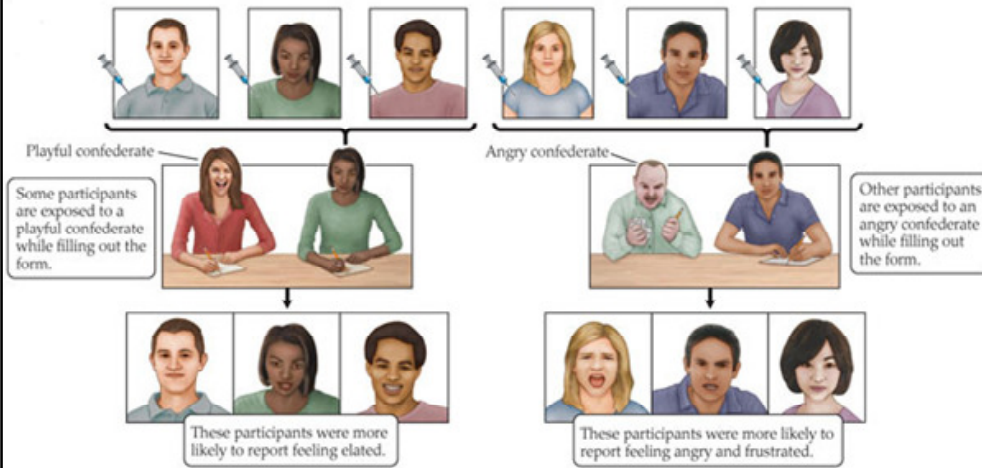 Playful confederate
Angry confederate
Some participants
are exposed to a
playful confederate
while filling out the
form.
Other participants
are exposed to an
angry confederate
while filling out
the form.
These participants were more
likely to report feeling elated.
These participants were more likely to
report feeling angry and frustrated.